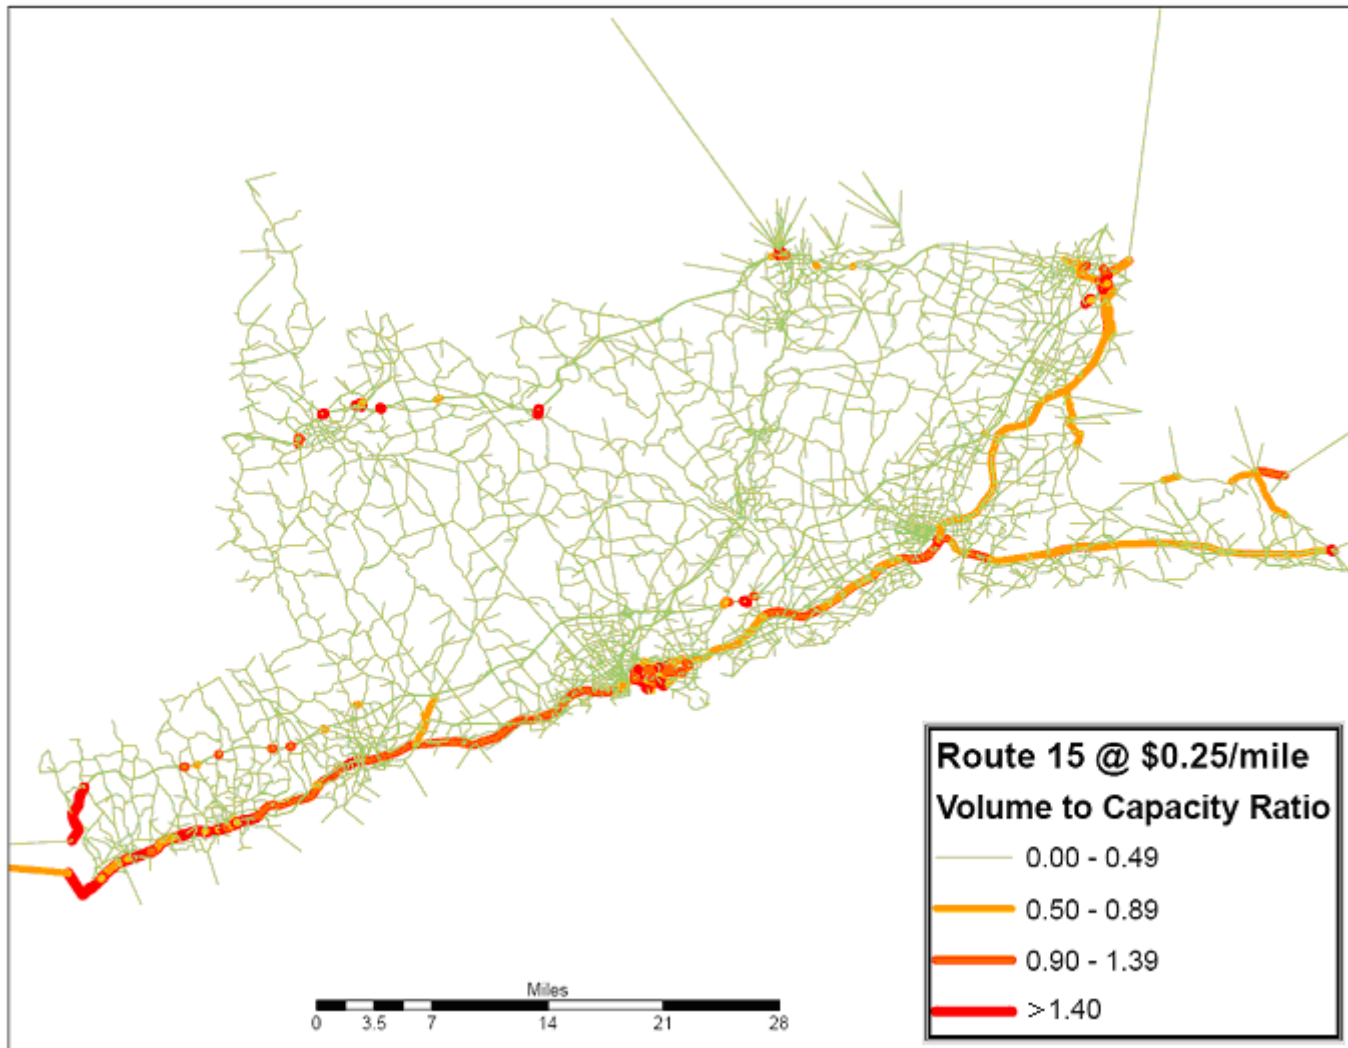 Route 15 @ $0.25/mile
Volume to Capacity Ratio
0.00 - 0.49
0.50 - 0.89
0.90 - 1.39
>1.40
Miles
0 3.5 7 14 21 28